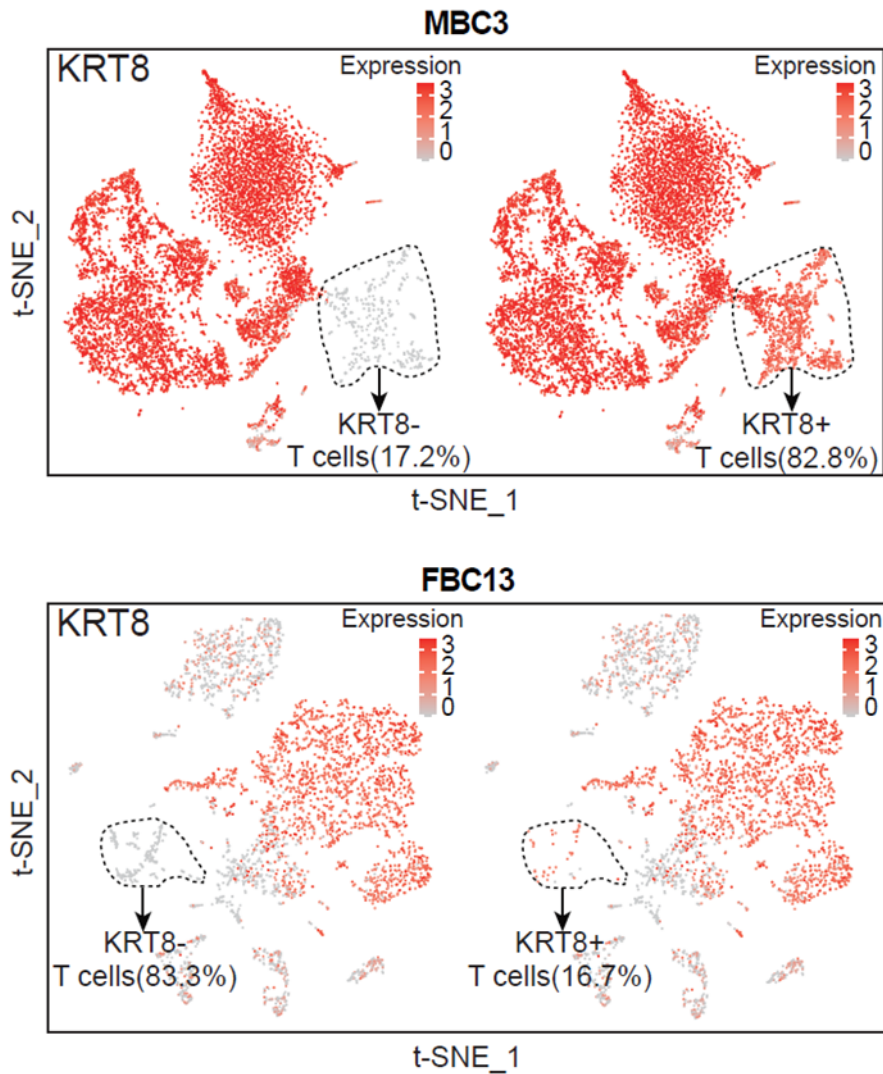 MBC3
KRT8
Expression
3
2
1
0
Expression
3
2
1
0
t-SNE_2
KRT8-
T cells(17.2%)
KRT8+
T cells(82.8%)
t-SNE_1
FBC13
KRT8
Expression
3
2
1
0
Expression
3
2
1
0
t-SNE_2
KRT8-
T cells(83.3%)
KRT8+
T cells(16.7%)
t-SNE_1